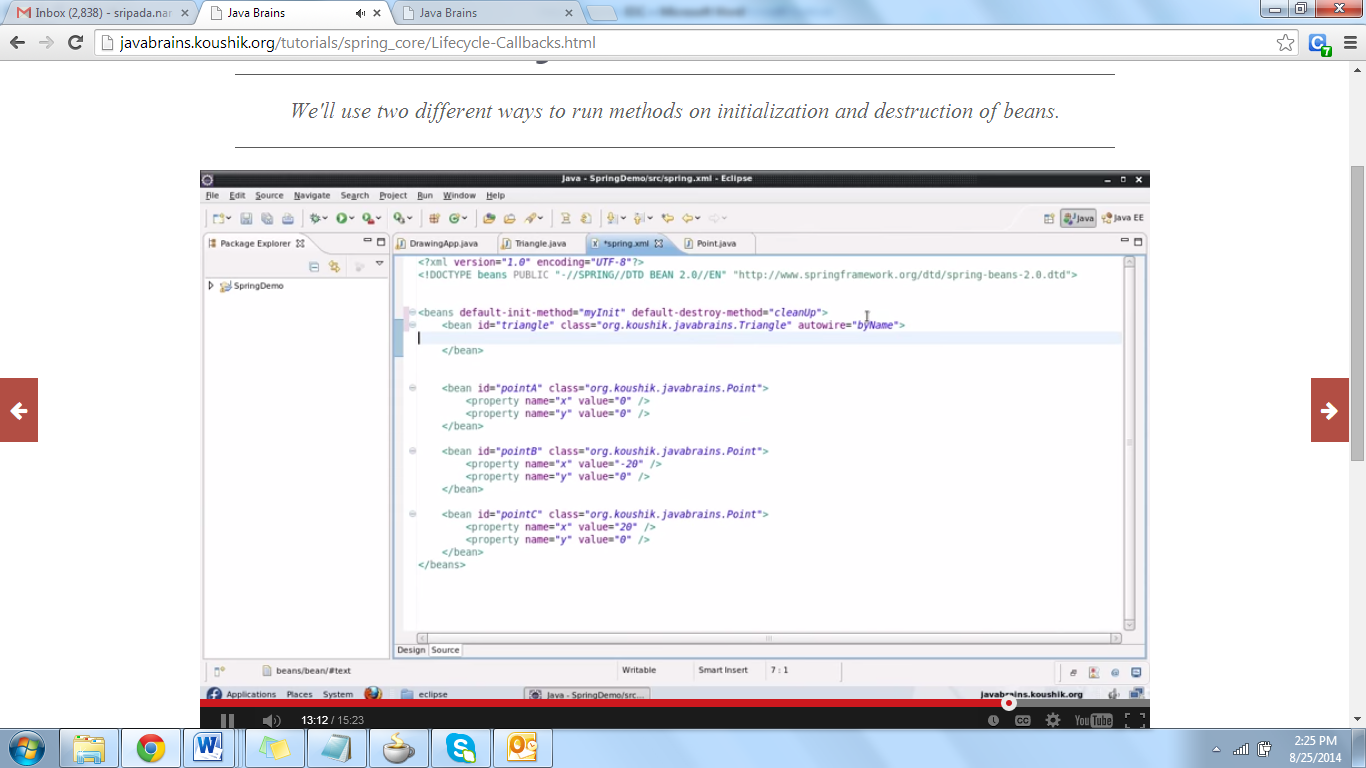 Inbox (2,838) - sripada.nar
Java Brains
Java Brains
javabrains.koushik.org/tutorials/spring_core/Lifecycle-Callbacks.html
We'll use two different ways to run methods on initialization and destruction of beans.
Java - SpringDemo/src/spring.xml - Eclipse
File Edit Source Navigate Search Project Run Window Help
Java Java EE
Package Explorer
DrawingApp.java Triangle.java *spring.xml Point.java
SpringDemo
<?xml version="1.0" encoding="UTF-8"?>
<!DOCTYPE beans PUBLIC "-//SPRING//DTD BEAN 2.0//EN" "http://www.springframework.org/dtd/spring-beans-2.0.dtd">
<beans default-init-method="myInit" default-destroy-method="cleanUp">
<bean id="triangle" class="org.koushik.javabrains.Triangle" autowire="byName">
</bean>
<bean id="pointA" class="org.koushik.javabrains.Point">
<property name="x" value="0" />
<property name="y" value="0" />
</bean>
<bean id="pointB" class="org.koushik.javabrains.Point">
<property name="x" value="-20" />
<property name="y" value="0" />
</bean>
<bean id="pointC" class="org.koushik.javabrains.Point">
<property name="x" value="20" />
<property name="y" value="0" />
</bean>
</beans>
Design Source
beans/bean/#text Writable Smart Insert 7 : 1
Applications Places System eclipse Java - SpringDemo/src... javabrains.koushik.org
13:12 / 15:23 CC YouTube
2:25 PM
8/25/2014